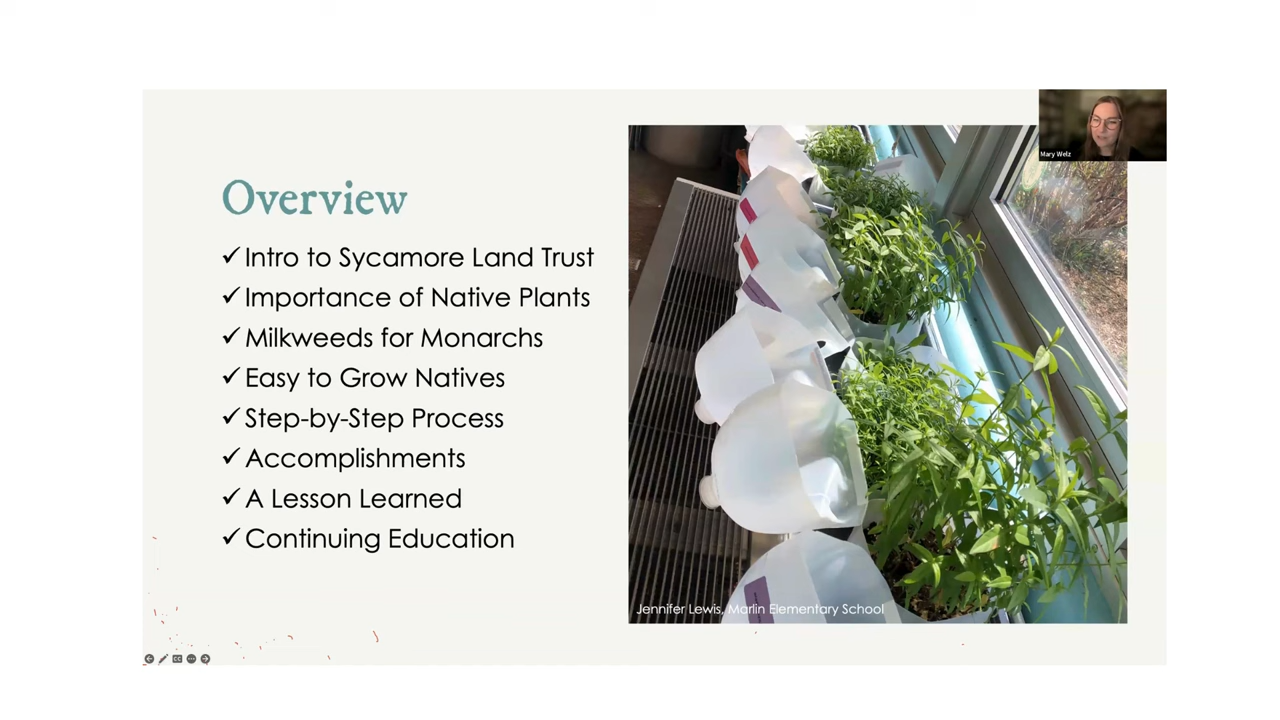 Overview
✓Intro to Sycamore Land Trust
✓Importance of Native Plants
✓Milkweeds for Monarchs
✓Easy to Grow Natives
✓Step-by-Step Process
✓Accomplishments
✓A Lesson Learned
✓Continuing Education
Jennifer Lewis, Marlin Elementary School
Mary Welz
CC